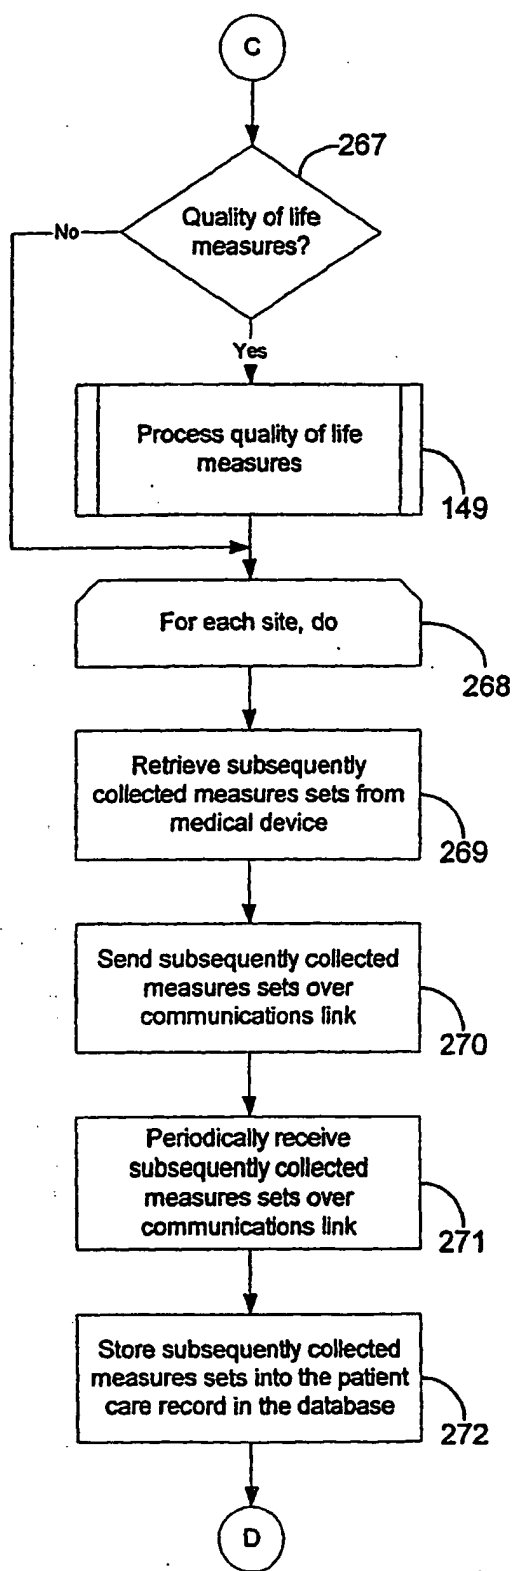 C
267
Quality of life
measures?
No
Yes
Process quality of life
measures
149
For each site, do
268
Retrieve subsequently
collected measures sets from
medical device
269
Send subsequently collected
measures sets over
communications link
270
Periodically receive
subsequently collected
measures sets over
communications link
271
Store subsequently collected
measures sets into the patient
care record in the database
272
D